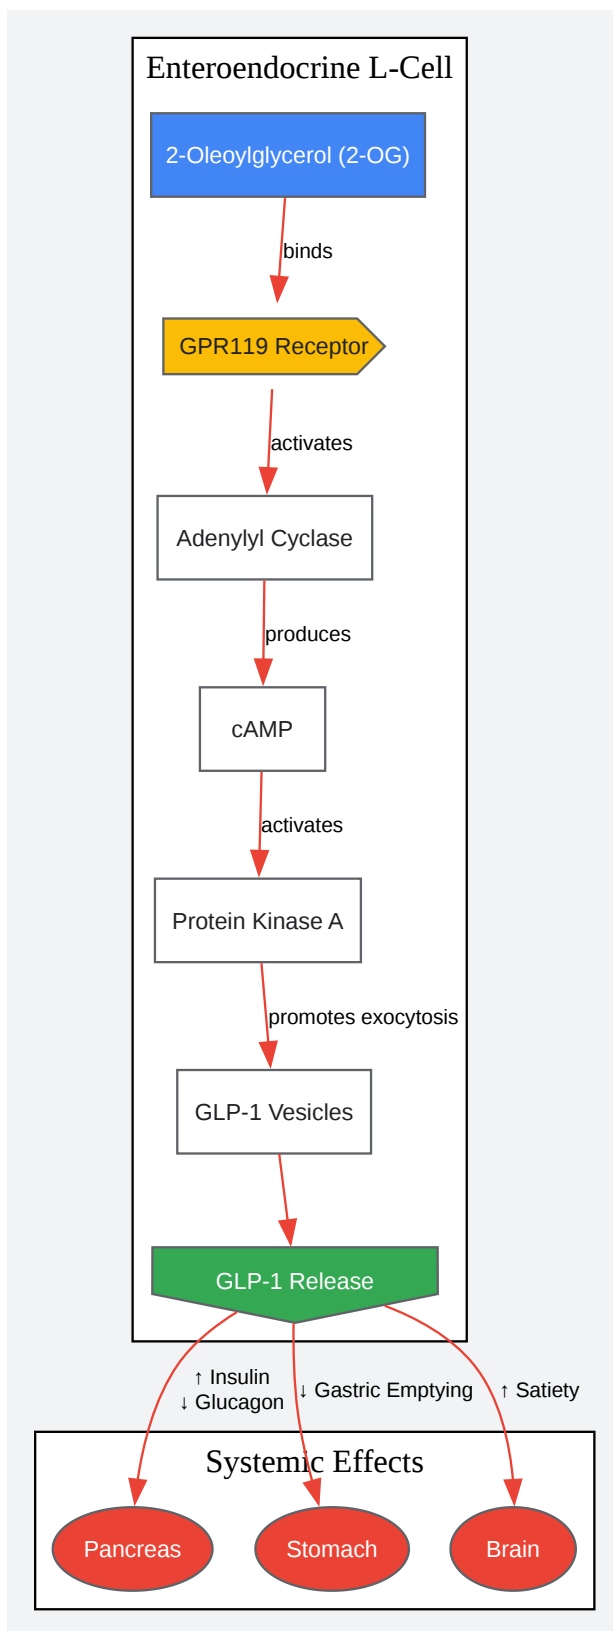 Enteroendocrine L-Cell
2-Oleoylglycerol (2-OG)
binds
GPR119 Receptor
activates
Adenylyl Cyclase
produces
cAMP
activates
Protein Kinase A
promotes exocytosis
GLP-1 Vesicles
GLP-1 Release
↑ Insulin
↓ Glucagon
↓ Gastric Emptying
↑ Satiety
Systemic Effects
Pancreas
Stomach
Brain